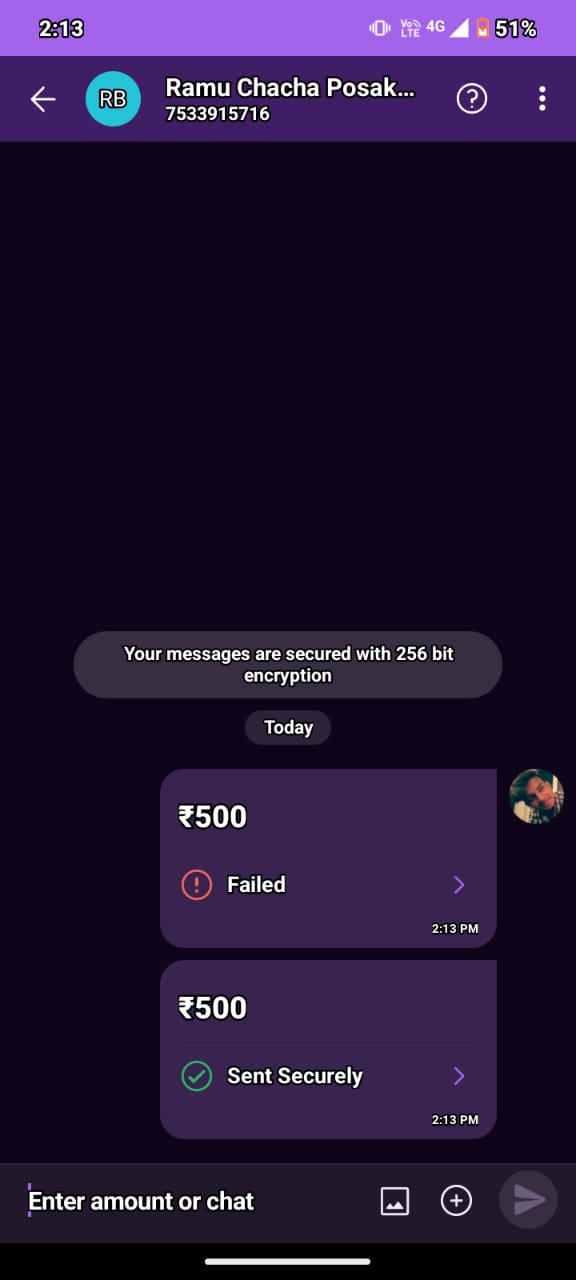 2:13
Vo LTE 4G 51%
RB
Ramu Chacha Posak...
7533915716
?
Your messages are secured with 256 bit
encryption
Today
₹500
Failed
2:13 PM
₹500
Sent Securely
2:13 PM
Enter amount or chat